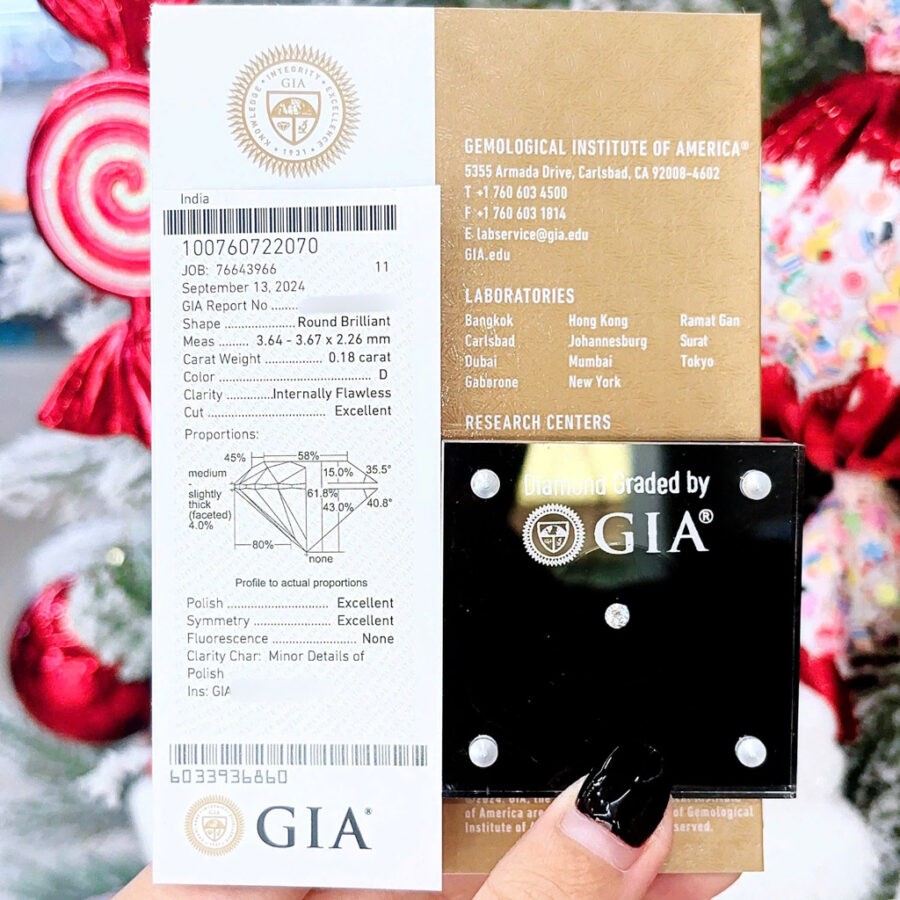 KNOWLEDGE • INTEGRITY • EXCELLENCE
GIA
• 1931 •
India
100760722070
JOB: 76643966 11
September 13, 2024
GIA Report No .......
Shape .................. Round Brilliant
Meas ........ 3.64 - 3.67 x 2.26 mm
Carat Weight .............. 0.18 carat
Color .................................... D
Clarity ...........Internally Flawless
Cut ............................. Excellent
Proportions:
45% 58%
medium
-
slightly
thick
(faceted)
4.0%
15.0% 35.5°
61.8%
43.0% 40.8°
80%
none
Profile to actual proportions
Polish ......................... Excellent
Symmetry ................... Excellent
Fluorescence .................... None
Clarity Char: Minor Details of
Polish
Ins: GIA
6033936860
GIA®
GEMOLOGICAL INSTITUTE OF AMERICA®
5355 Armada Drive, Carlsbad, CA 92008-4602
T +1 760 603 4500
F +1 760 603 1814
E labservice@gia.edu
GIA.edu
LABORATORIES
Bangkok Hong Kong Ramat Gan
Carlsbad Johannesburg Surat
Dubai Mumbai Tokyo
Gaborone New York
RESEARCH CENTERS
Diamond Graded by
GIA®
©2024, GIA, the
of America are of Gemological
Institute of served.